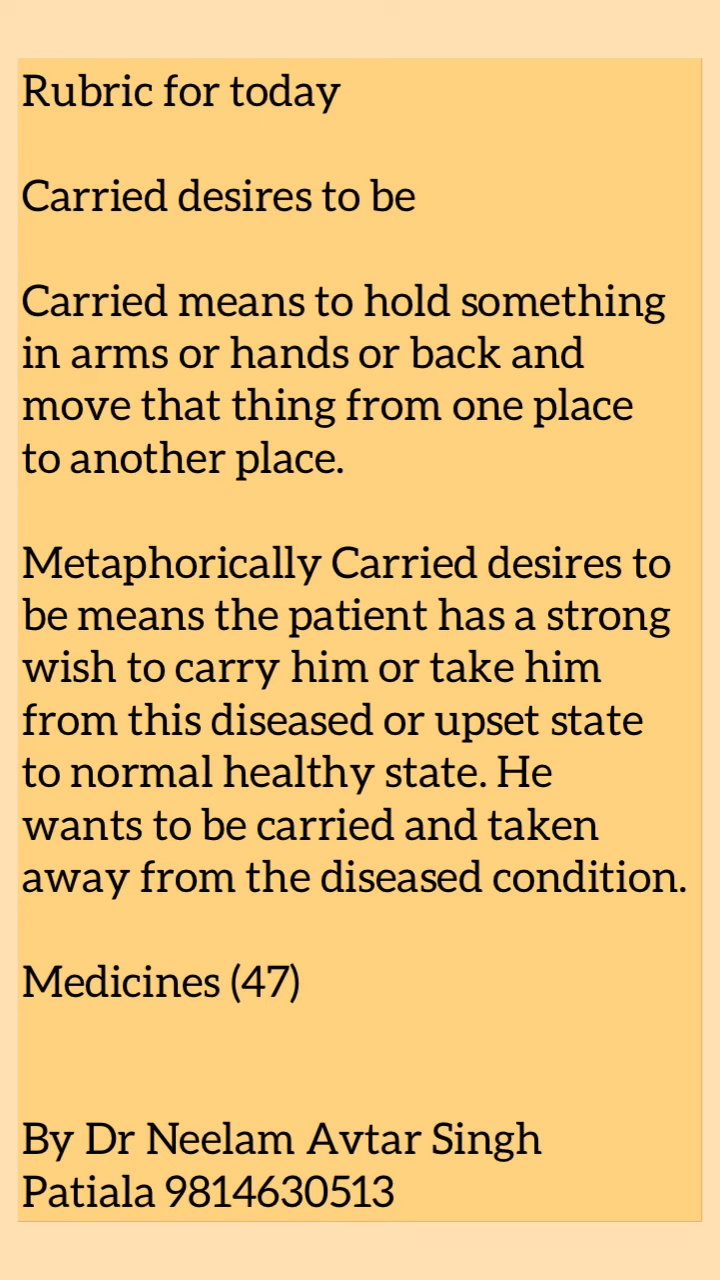 Rubric for today
Carried desires to be
Carried means to hold something
in arms or hands or back and
move that thing from one place
to another place.
Metaphorically Carried desires to
be means the patient has a strong
wish to carry him or take him
from this diseased or upset state
to normal healthy state. He
wants to be carried and taken
away from the diseased condition.
Medicines (47)
By Dr Neelam Avtar Singh
Patiala 9814630513